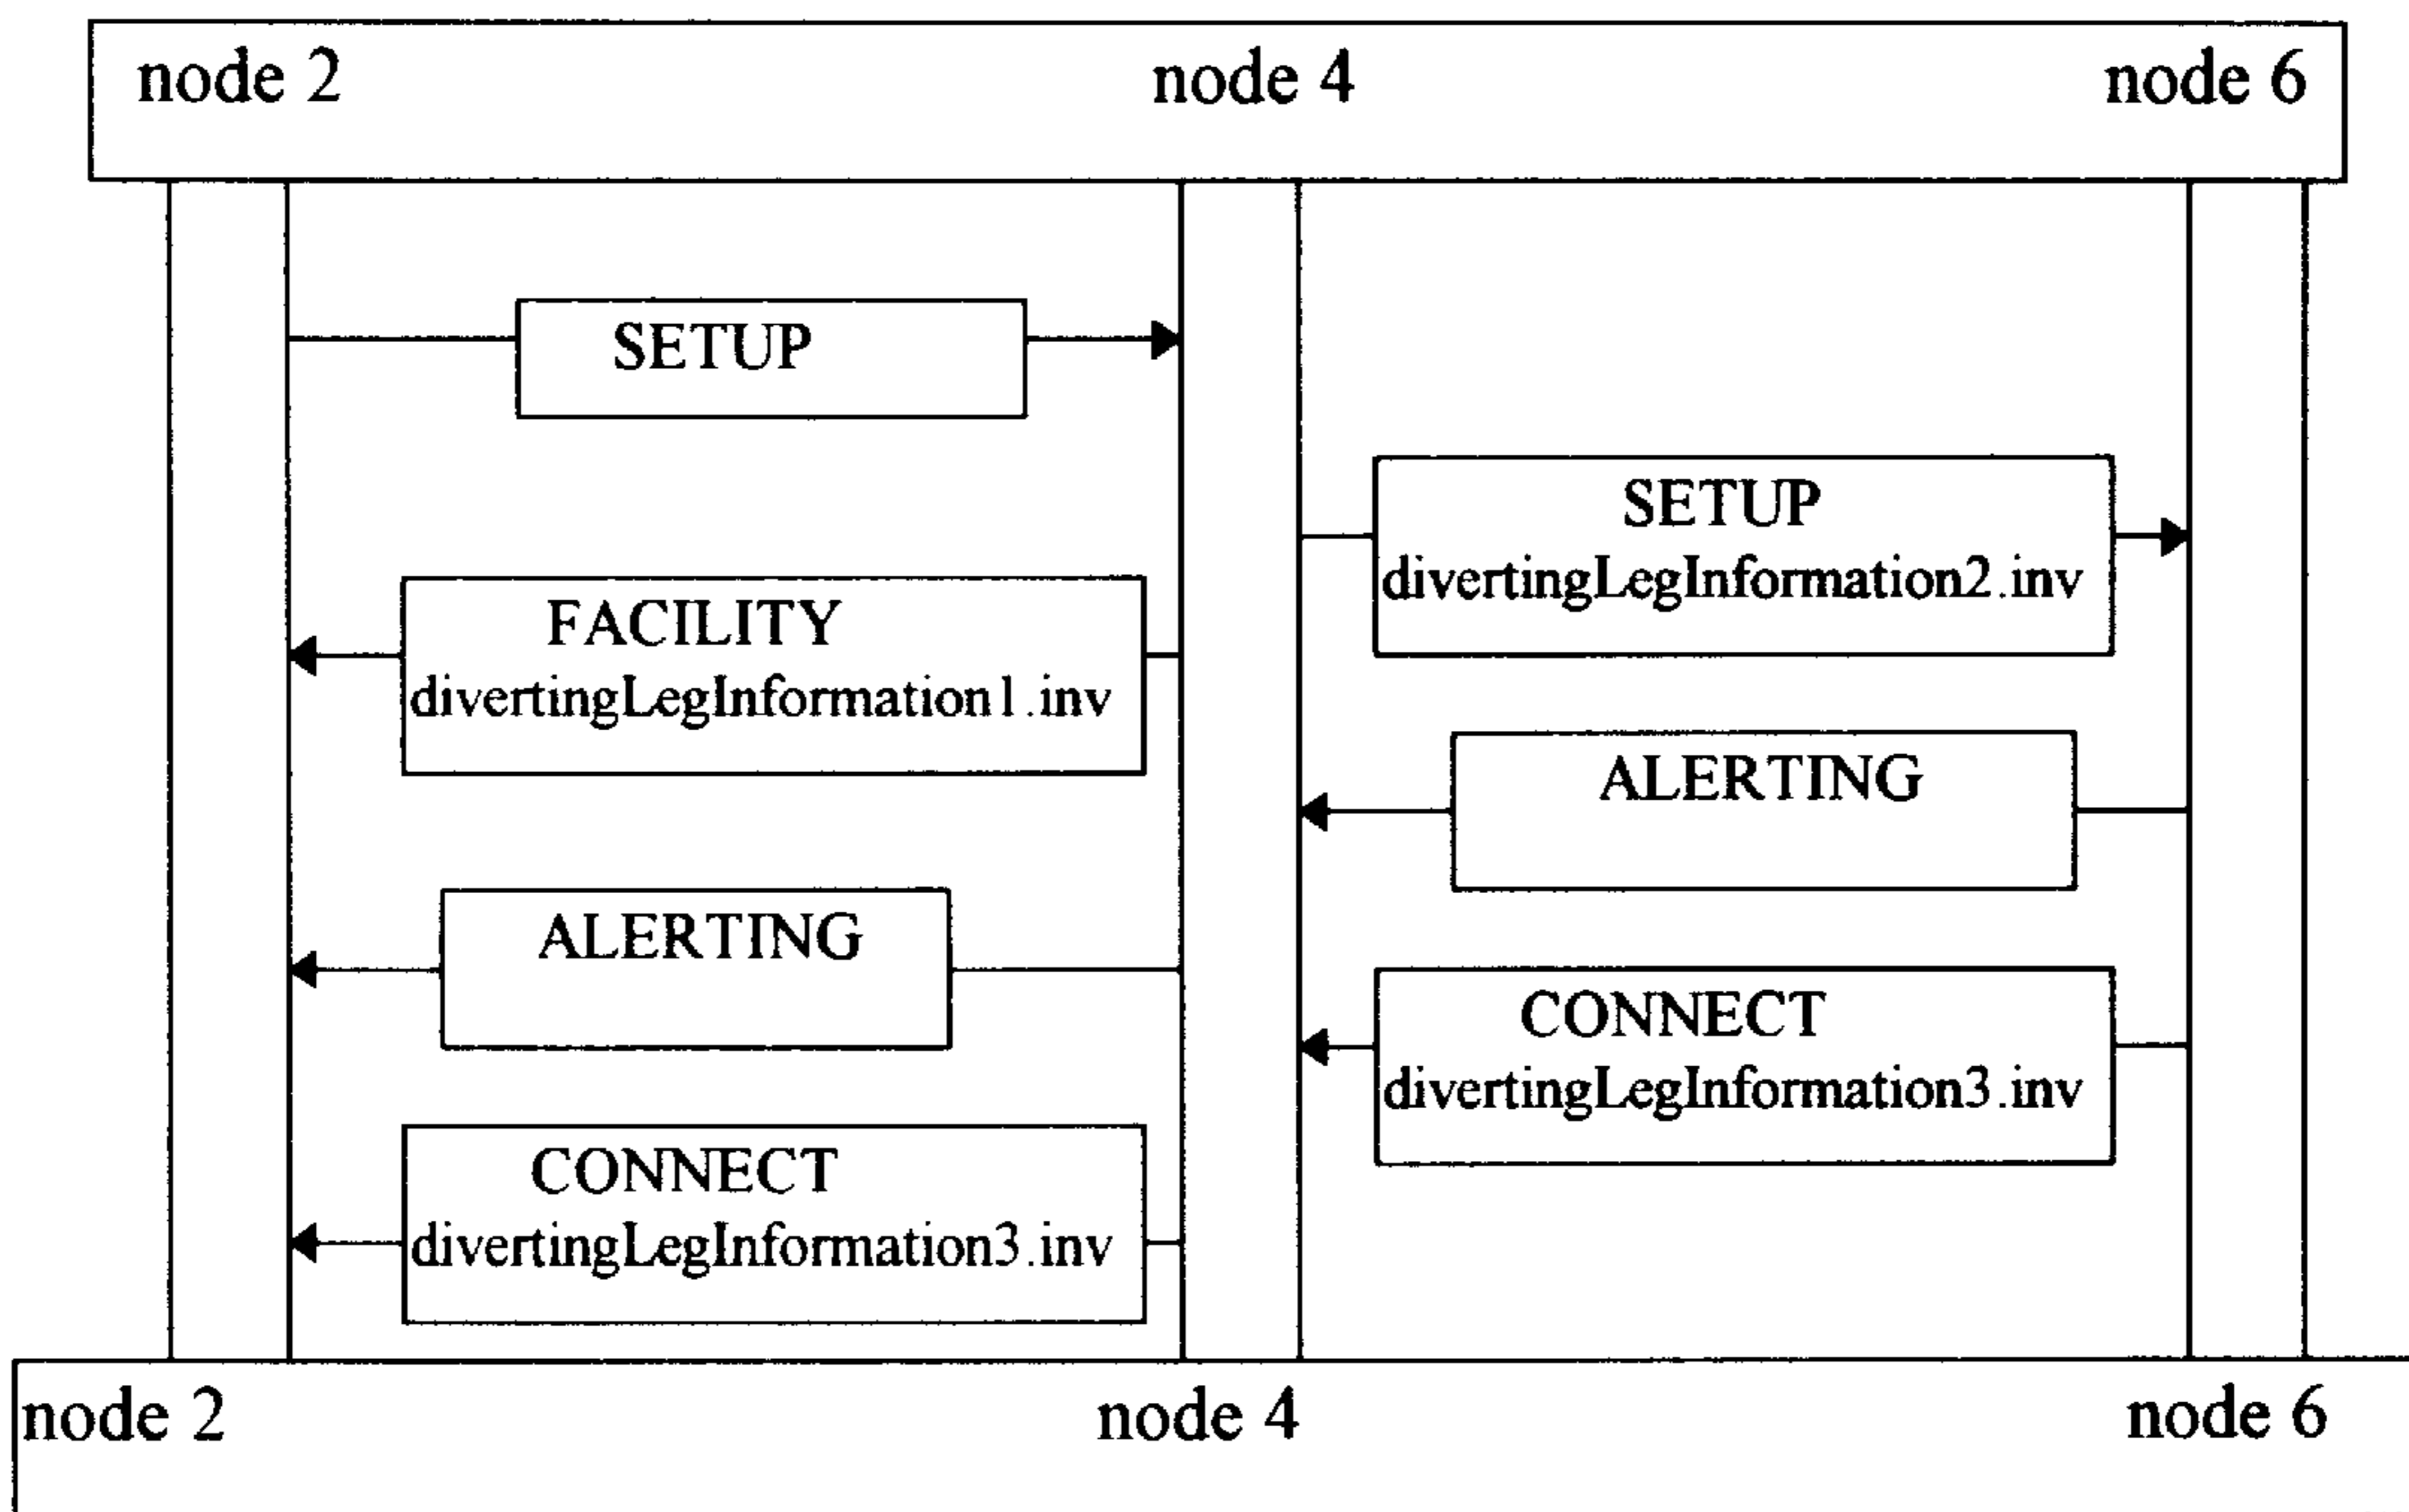 node 2 node 4 node 6
SETUP
SETUP
divertingLegInformation2.inv
FACILITY
divertingLegInformation1.inv
ALERTING
ALERTING
CONNECT
divertingLegInformation3.inv
CONNECT
divertingLegInformation3.inv
node 2 node 4 node 6